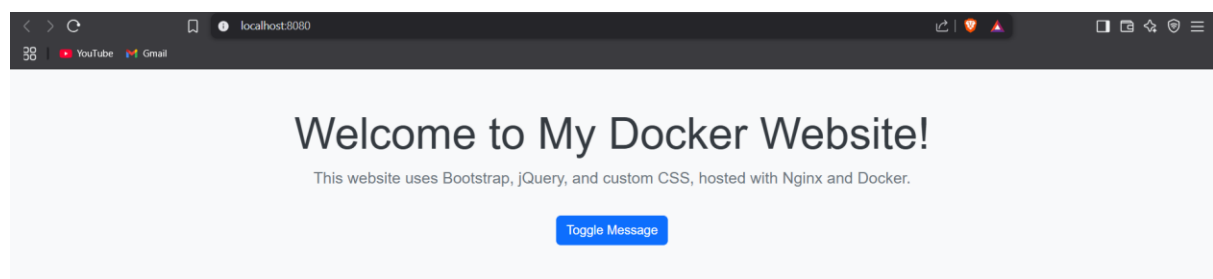 localhost:8080
YouTube Gmail
Welcome to My Docker Website!
This website uses Bootstrap, jQuery, and custom CSS, hosted with Nginx and Docker.
Toggle Message